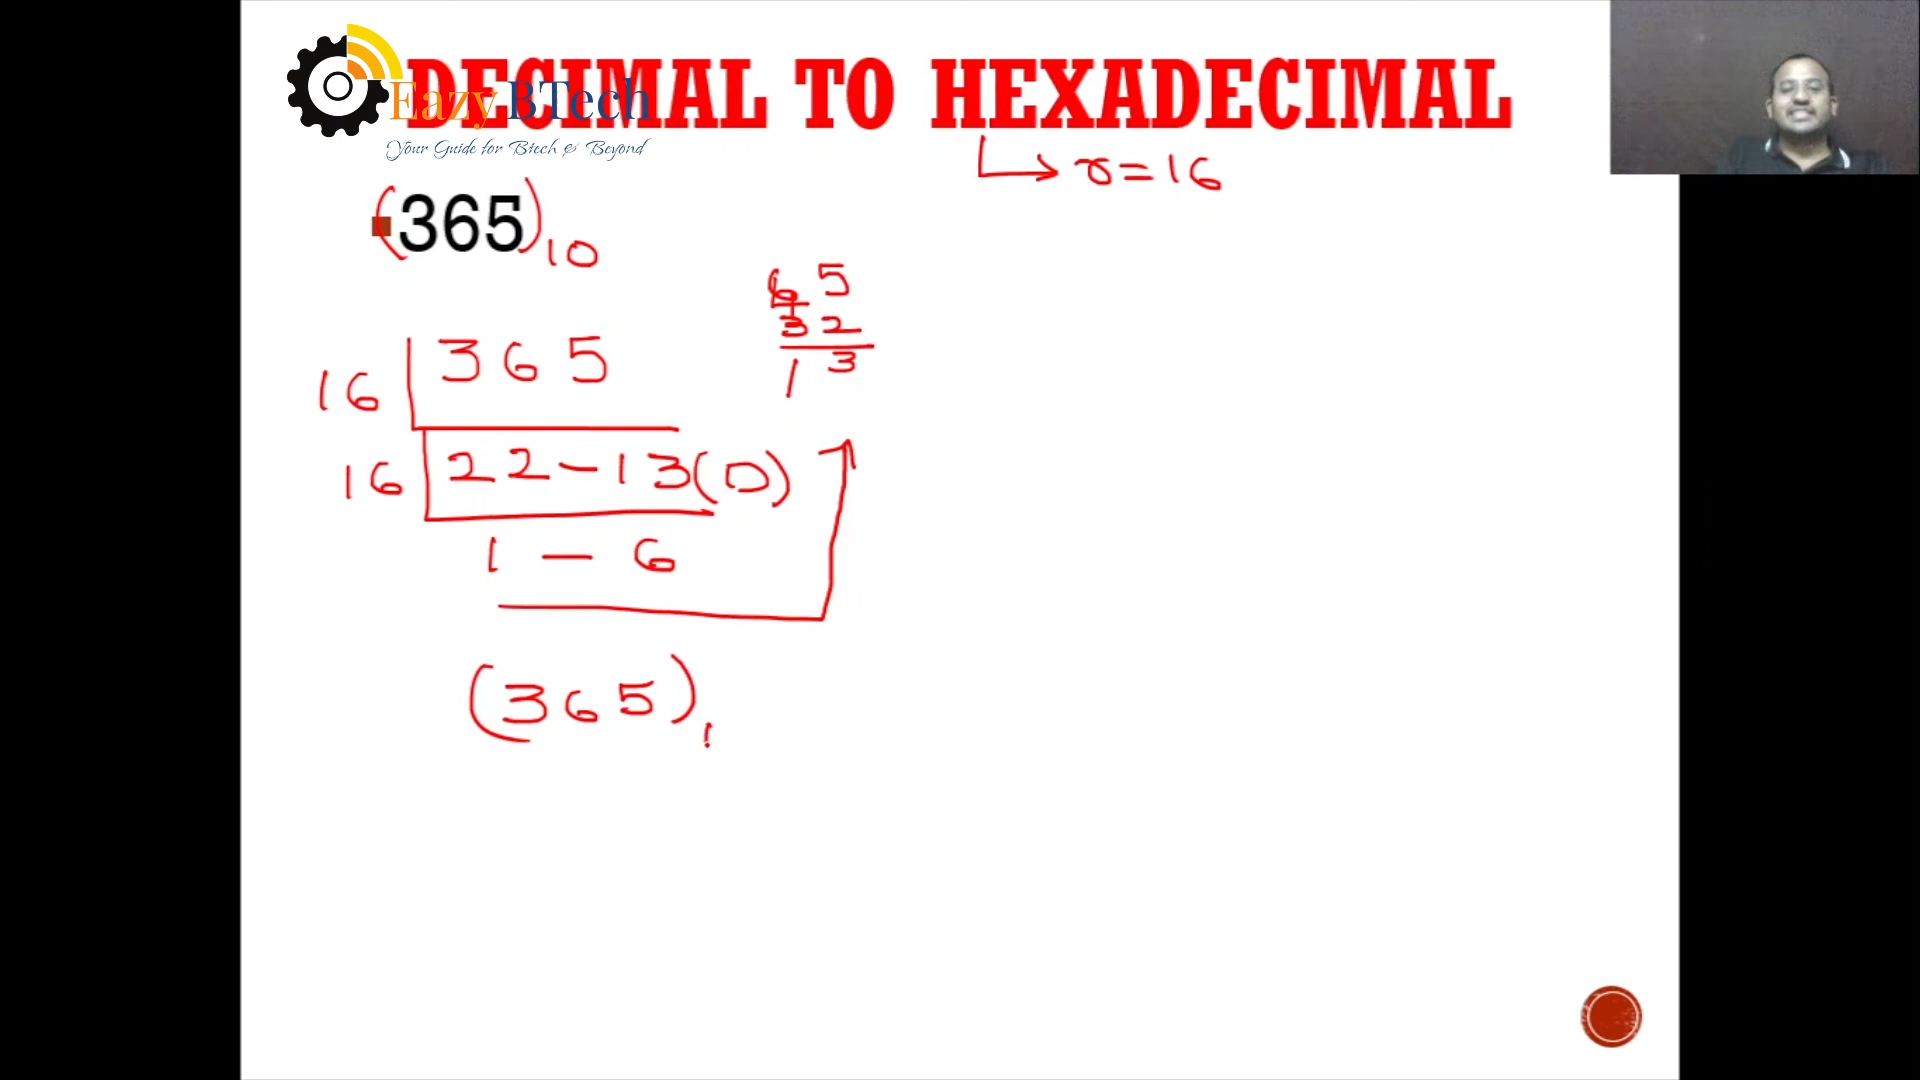 DECIMAL TO HEXADECIMAL
Eazy BTech
Your Guide for Btech & Beyond
r=16
(365)10
65
32
13
16 365
16 22-13(D)
1-6
(365)1